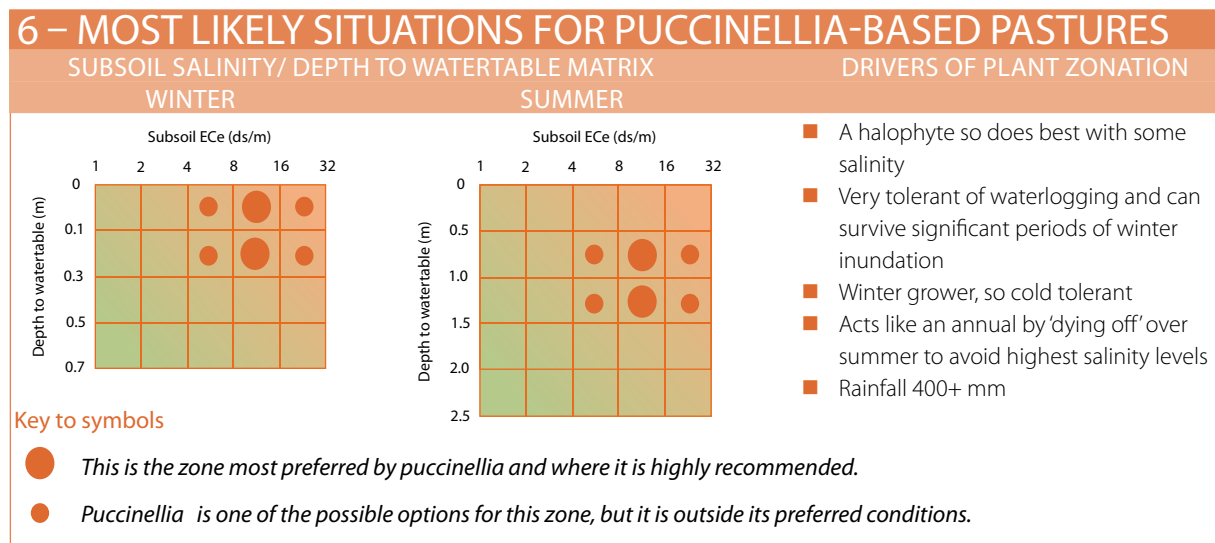 6 – MOST LIKELY SITUATIONS FOR PUCCINELLIA-BASED PASTURES
SUBSOIL SALINITY/ DEPTH TO WATERTABLE MATRIX
DRIVERS OF PLANT ZONATION
WINTER
SUMMER
Subsoil ECe (ds/m)
1 2 4 8 16 32
Depth to watertable (m)
0
0.1
0.3
0.5
0.7
Subsoil ECe (ds/m)
1 2 4 8 16 32
Depth to watertable (m)
0
0.5
1.0
1.5
2.0
2.5
■ A halophyte so does best with some
salinity
■ Very tolerant of waterlogging and can
survive significant periods of winter
inundation
■ Winter grower, so cold tolerant
■ Acts like an annual by ‘dying off’ over
summer to avoid highest salinity levels
■ Rainfall 400+ mm
Key to symbols
This is the zone most preferred by puccinellia and where it is highly recommended.
Puccinellia is one of the possible options for this zone, but it is outside its preferred conditions.